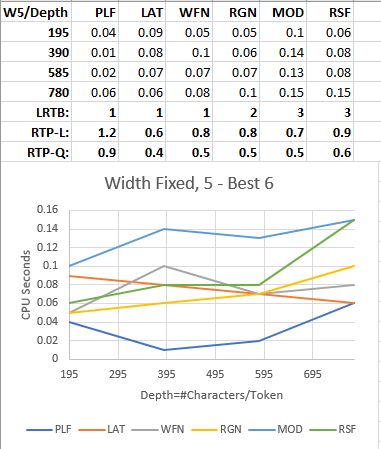 W5/Depth PLF LAT WFN RGN MOD RSF
195 0.04 0.09 0.05 0.05 0.1 0.06
390 0.01 0.08 0.1 0.06 0.14 0.08
585 0.02 0.07 0.07 0.07 0.13 0.08
780 0.06 0.06 0.08 0.1 0.15 0.15
LRTB: 1 1 1 2 3 3
RTP-L: 1.2 0.6 0.8 0.8 0.7 0.9
RTP-Q: 0.9 0.4 0.5 0.5 0.5 0.6
Width Fixed, 5 - Best 6
0.16
0.14
0.12
0.1
0.08
0.06
0.04
0.02
0
CPU Seconds
195 295 395 495 595 695
Depth=#Characters/Token
PLF LAT WFN RGN MOD RSF